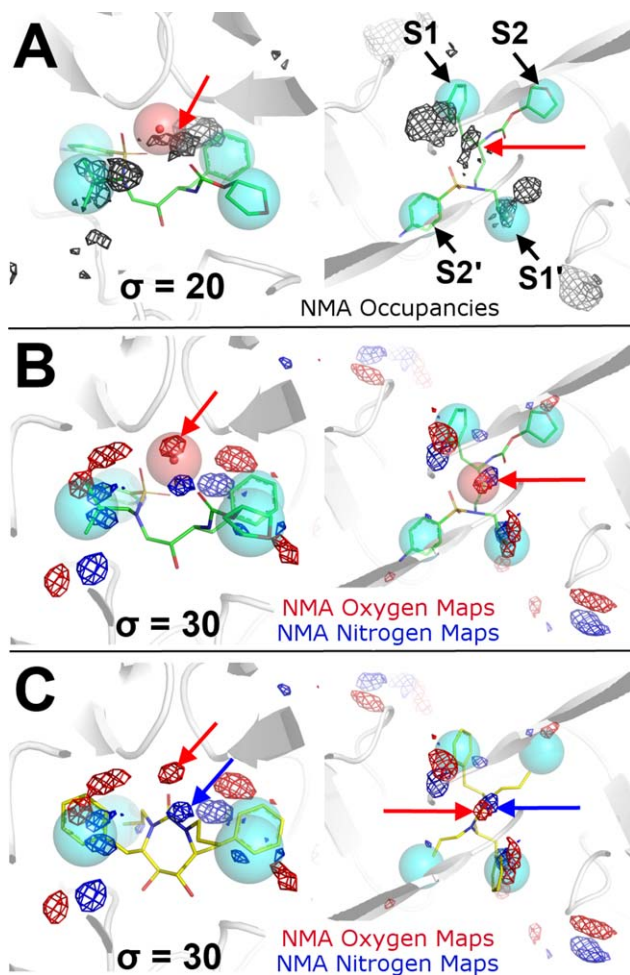 A
S1
S2
σ = 20
S2'
S1'
NMA Occupancies
B
σ = 30
NMA Oxygen Maps
NMA Nitrogen Maps
C
σ = 30
NMA Oxygen Maps
NMA Nitrogen Maps